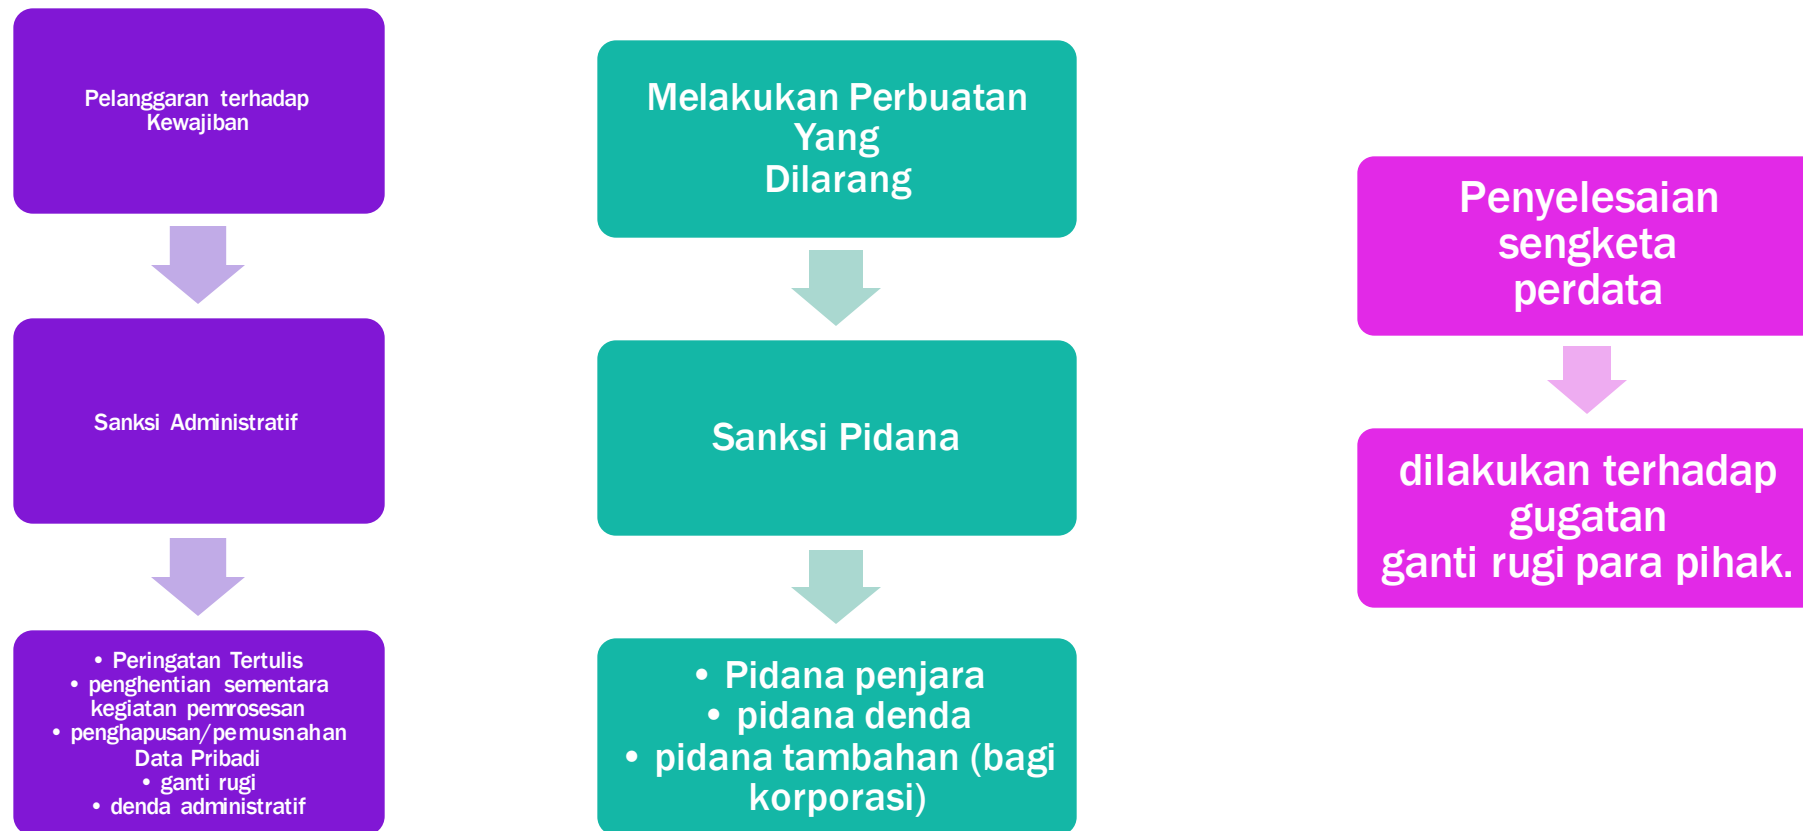 Pelanggaran terhadap
Kewajiban
Sanksi Administratif
• Peringatan Tertulis
• penghentian sementara
kegiatan pemrosesan
• penghapusan/pemusnahan
Data Pribadi
• ganti rugi
• denda administratif
Melakukan Perbuatan
Yang
Dilarang
Sanksi Pidana
• Pidana penjara
• pidana denda
• pidana tambahan (bagi
korporasi)
Penyelesaian
sengketa
perdata
dilakukan terhadap
gugatan
ganti rugi para pihak.